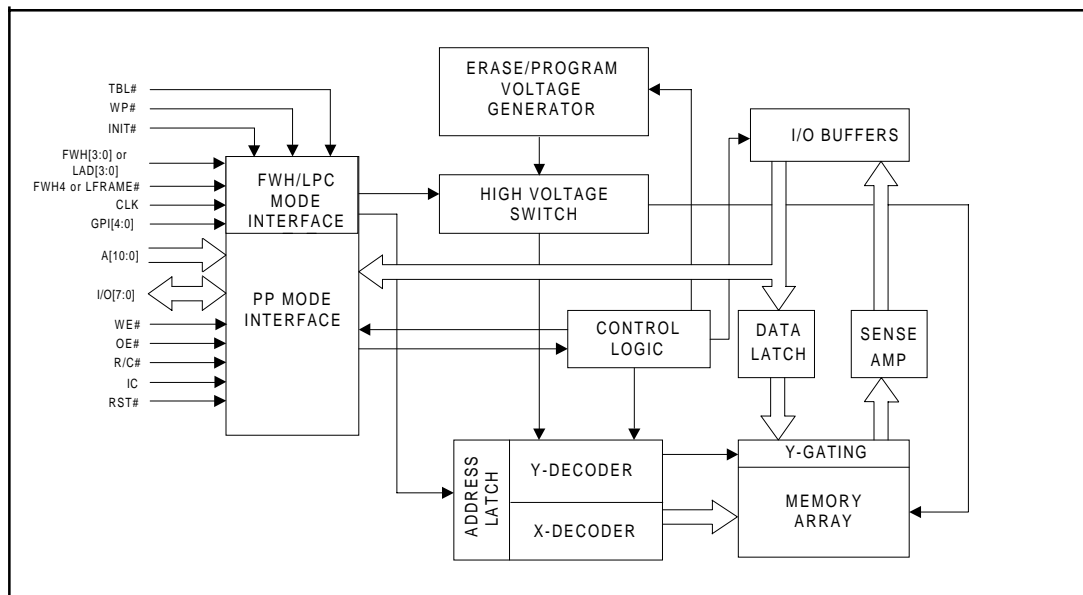 ERASE/PROGRAM
VOLTAGE
GENERATOR
TBL#
WP#
INIT#
FWH[3:0] or
LAD[3:0]
FWH4 or LFRAME#
CLK
GPI[4:0]
A[10:0]
I/O[7:0]
WE#
OE#
R/C#
IC
RST#
FWH/LPC
MODE
INTERFACE
PP MODE
INTERFACE
HIGH VOLTAGE
SWITCH
I/O BUFFERS
CONTROL
LOGIC
DATA
LATCH
SENSE
AMP
ADDRESS
LATCH
Y-DECODER
X-DECODER
Y-GATING
MEMORY
ARRAY